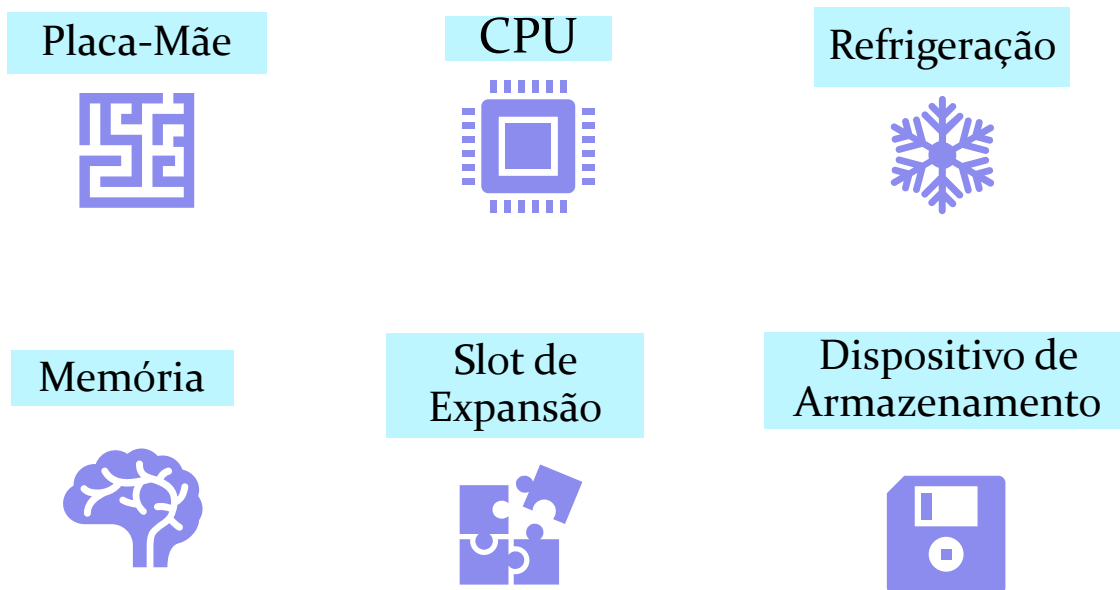 Placa-Mãe
CPU
Refrigeração
Memória
Slot de
Expansão
Dispositivo de
Armazenamento